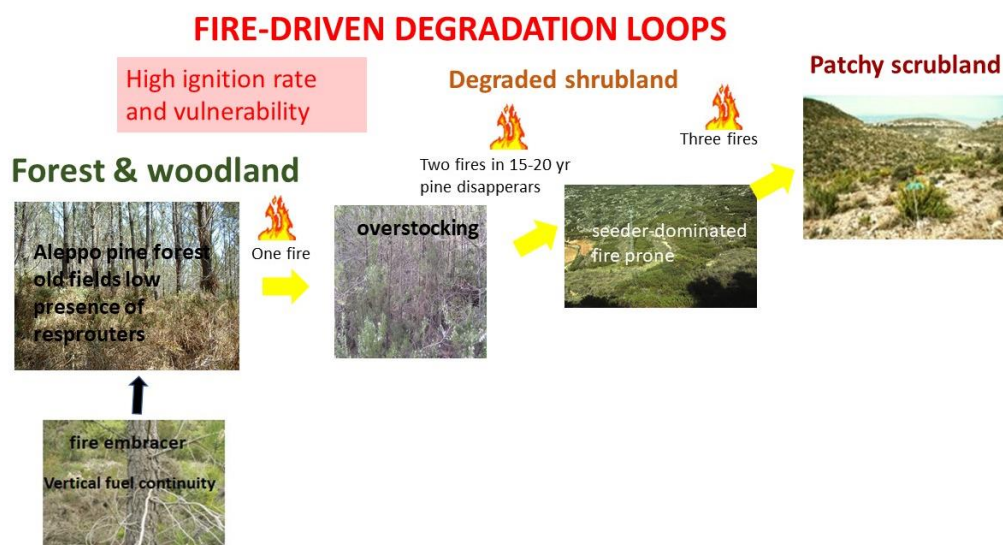 FIRE-DRIVEN DEGRADATION LOOPS
High ignition rate
and vulnerability
Degraded shrubland
Patchy scrubland
Forest & woodland
Two fires in 15-20 yr
pine disapperars
Three fires
One fire
Aleppo pine forest
old fields low
presence of
resprouters
overstocking
seeder-dominated
fire prone
fire embracer
Vertical fuel continuity